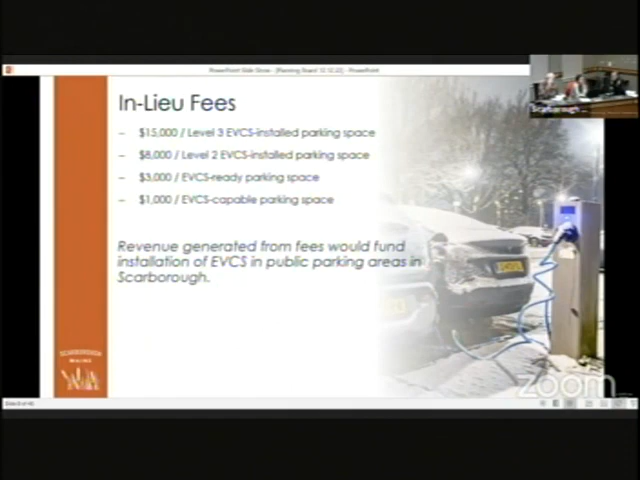 In-Lieu Fees
– $15,000 / Level 3 EVCS-installed parking space
– $8,000 / Level 2 EVCS-installed parking space
– $3,000 / EVCS-ready parking space
– $1,000 / EVCS-capable parking space
Revenue generated from fees would fund
installation of EVCS in public parking areas in
Scarborough.
SCARBOROUGH
MAINE
zoom